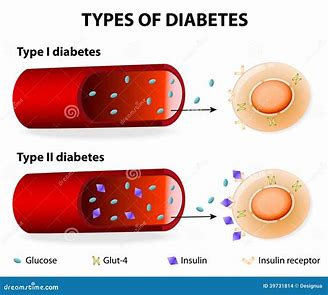 TYPES OF DIABETES
Type I diabetes
Type II diabetes
Glucose Glut-4 Insulin Insulin receptor
dreamstime.com
ID 39731814 © Designua